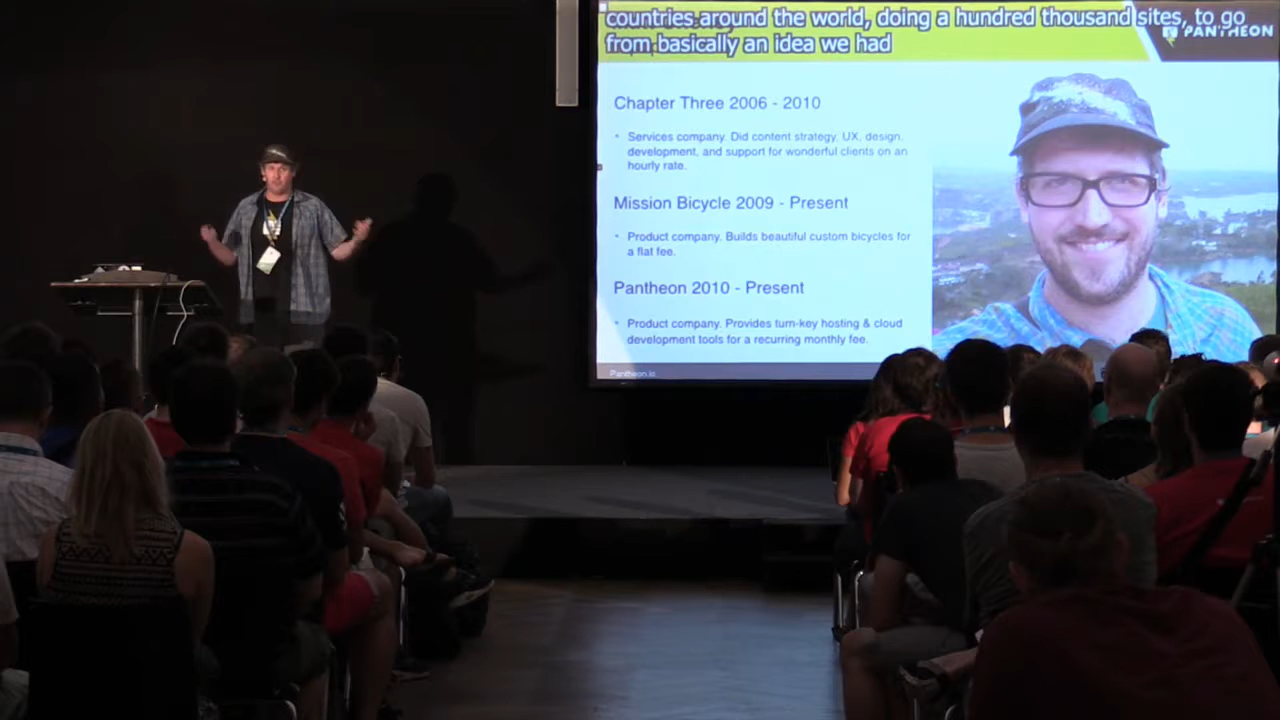 countries around the world, doing a hundred thousand sites, to go
from basically an idea we had
PANTHEON
Chapter Three 2006 - 2010
Services company. Did content strategy, UX, design,
development, and support for wonderful clients on an
hourly rate.
Mission Bicycle 2009 - Present
Product company. Builds beautiful custom bicycles for
a flat fee.
Pantheon 2010 - Present
Product company. Provides turn-key hosting & cloud
development tools for a recurring monthly fee.
Pantheon.io